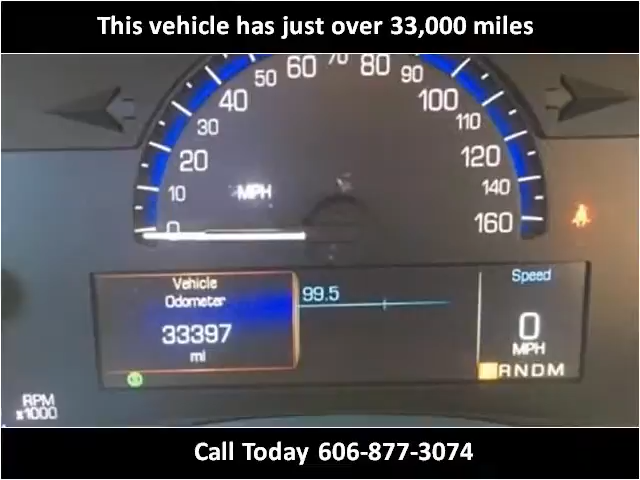 This vehicle has just over 33,000 miles
60 70 80
50 90
40 100
30 110
20 120
10 MPH 140
0 160
Vehicle
Odometer
33397
mi
99.5
Speed
0
MPH
RNDM
RPM
x1000
Call Today 606-877-3074